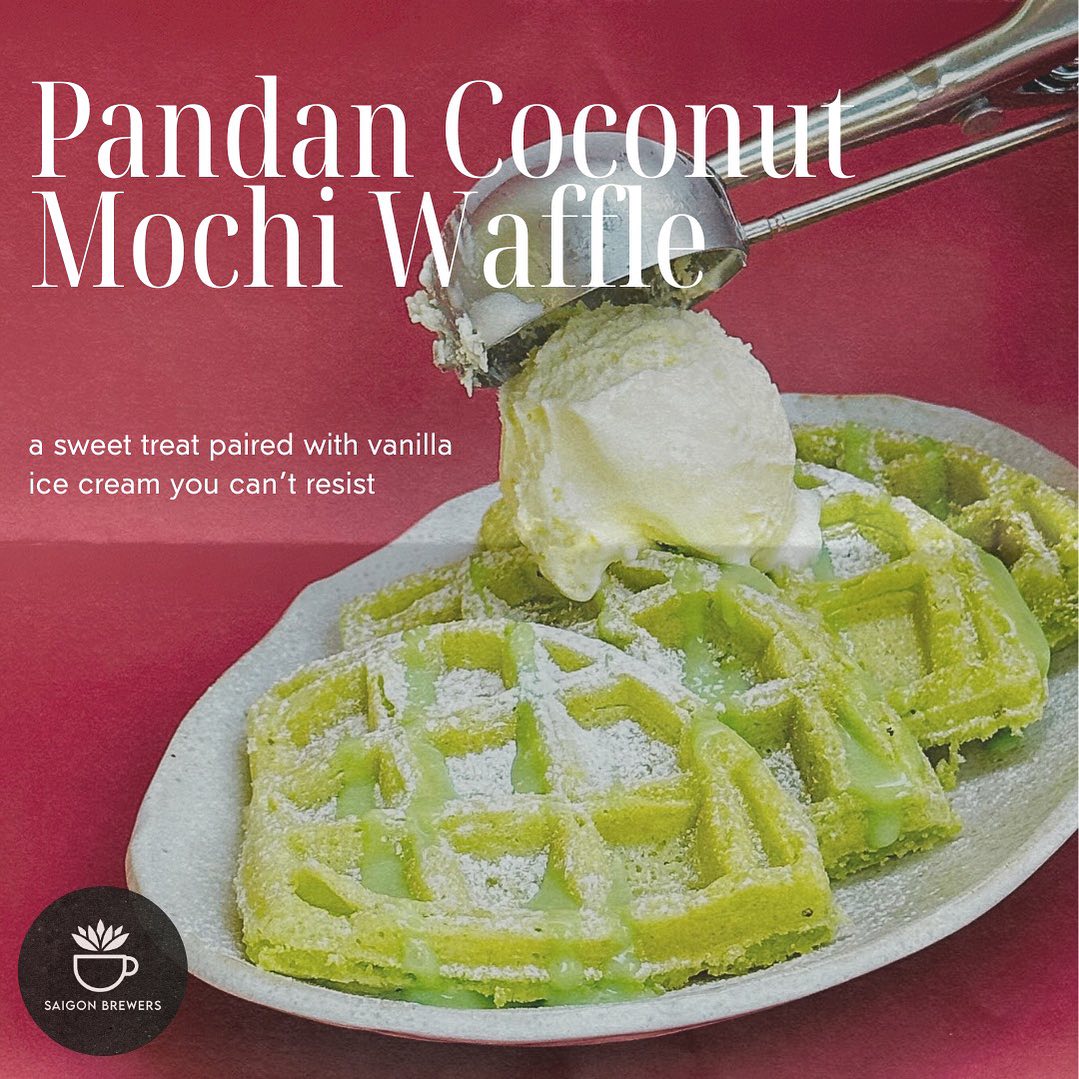 Pandan Coconut
Mochi Waffle
a sweet treat paired with vanilla
ice cream you can't resist
SAIGON BREWERS